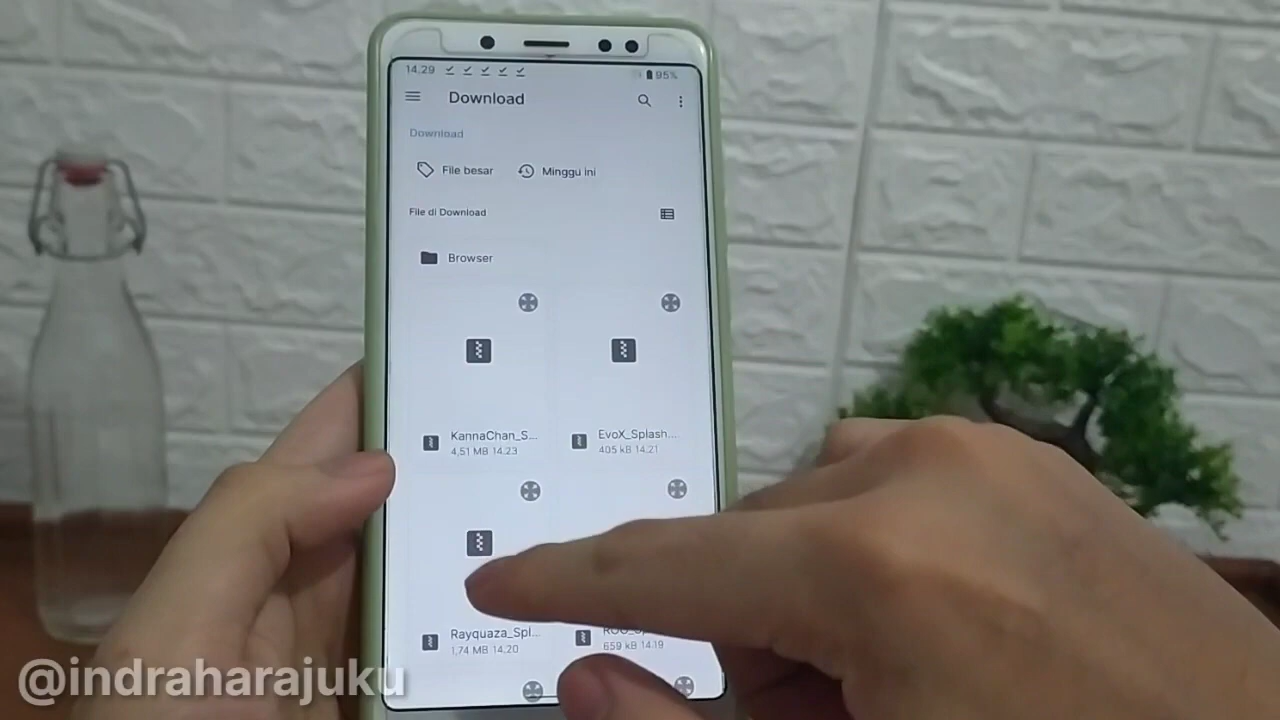 14.29
95%
Download
Download
File besar
Minggu ini
File di Download
Browser
KannaChan_S...
4,51 MB 14.23
EvoX_Splash...
405 kB 14.21
Rayquaza_Spl...
1,74 MB 14.20
659 kB 14.19
@indraharajuku